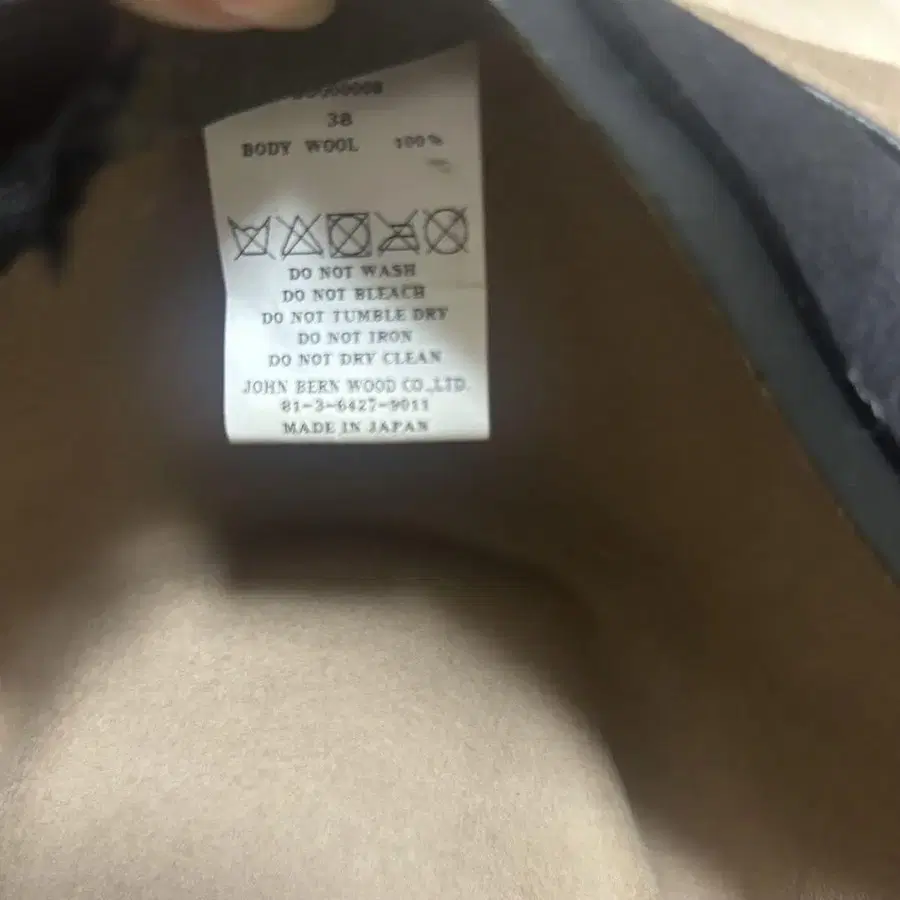 38
BODY WOOL 100%
DO NOT WASH
DO NOT BLEACH
DO NOT TUMBLE DRY
DO NOT IRON
DO NOT DRY CLEAN
JOHN BERN WOOD CO.,LTD.
81-3-6427-9011
MADE IN JAPAN